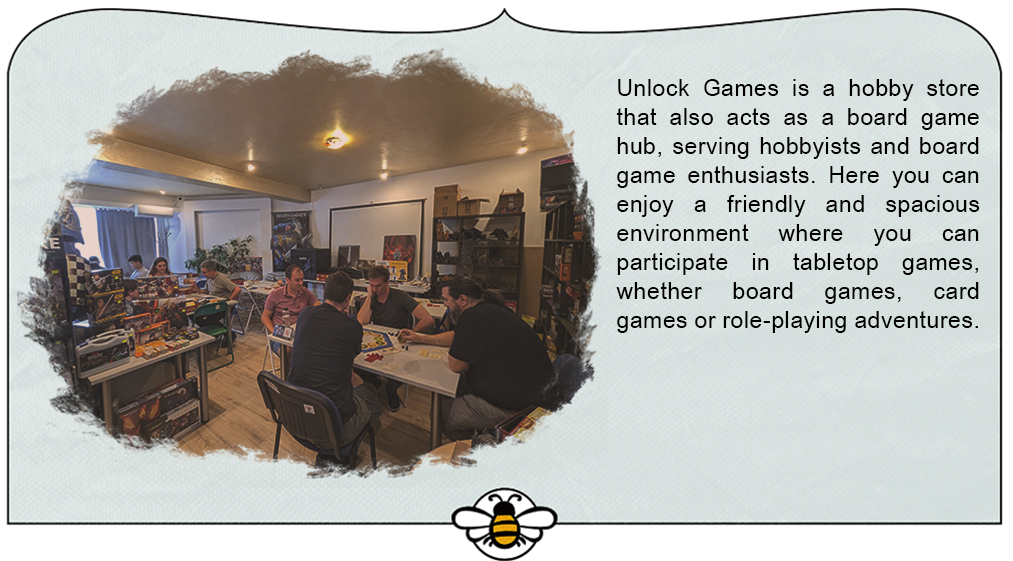 Unlock Games is a hobby store
that also acts as a board game
hub, serving hobbyists and board
game enthusiasts. Here you can
enjoy a friendly and spacious
environment where you can
participate in tabletop games,
whether board games, card
games or role-playing adventures.
WARHAMMER